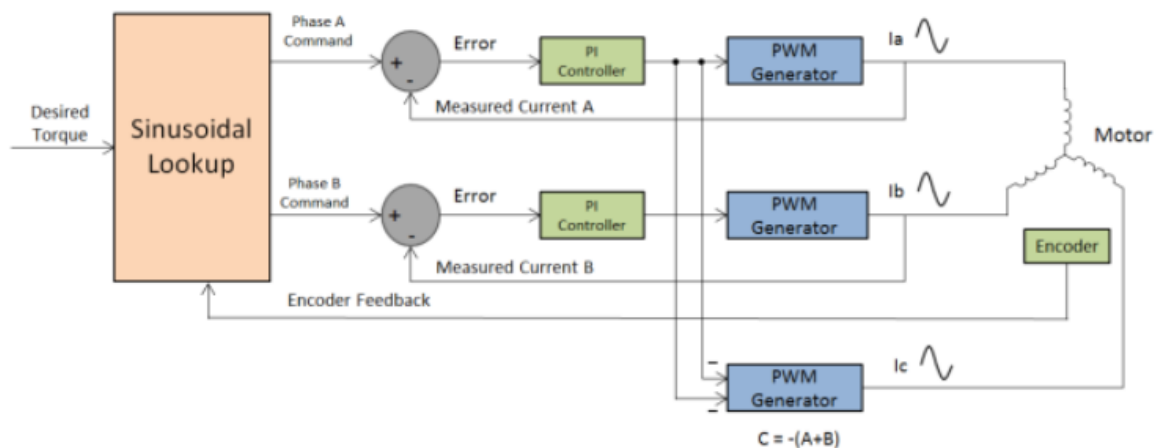 Phase A
Command
Error
PI
Controller
PWM
Generator
Ia
+
-
Measured Current A
Desired
Torque
Sinusoidal
Lookup
Motor
Phase B
Command
Error
PI
Controller
PWM
Generator
Ib
+
-
Measured Current B
Encoder
Encoder Feedback
–
–
PWM
Generator
Ic
C = -(A+B)